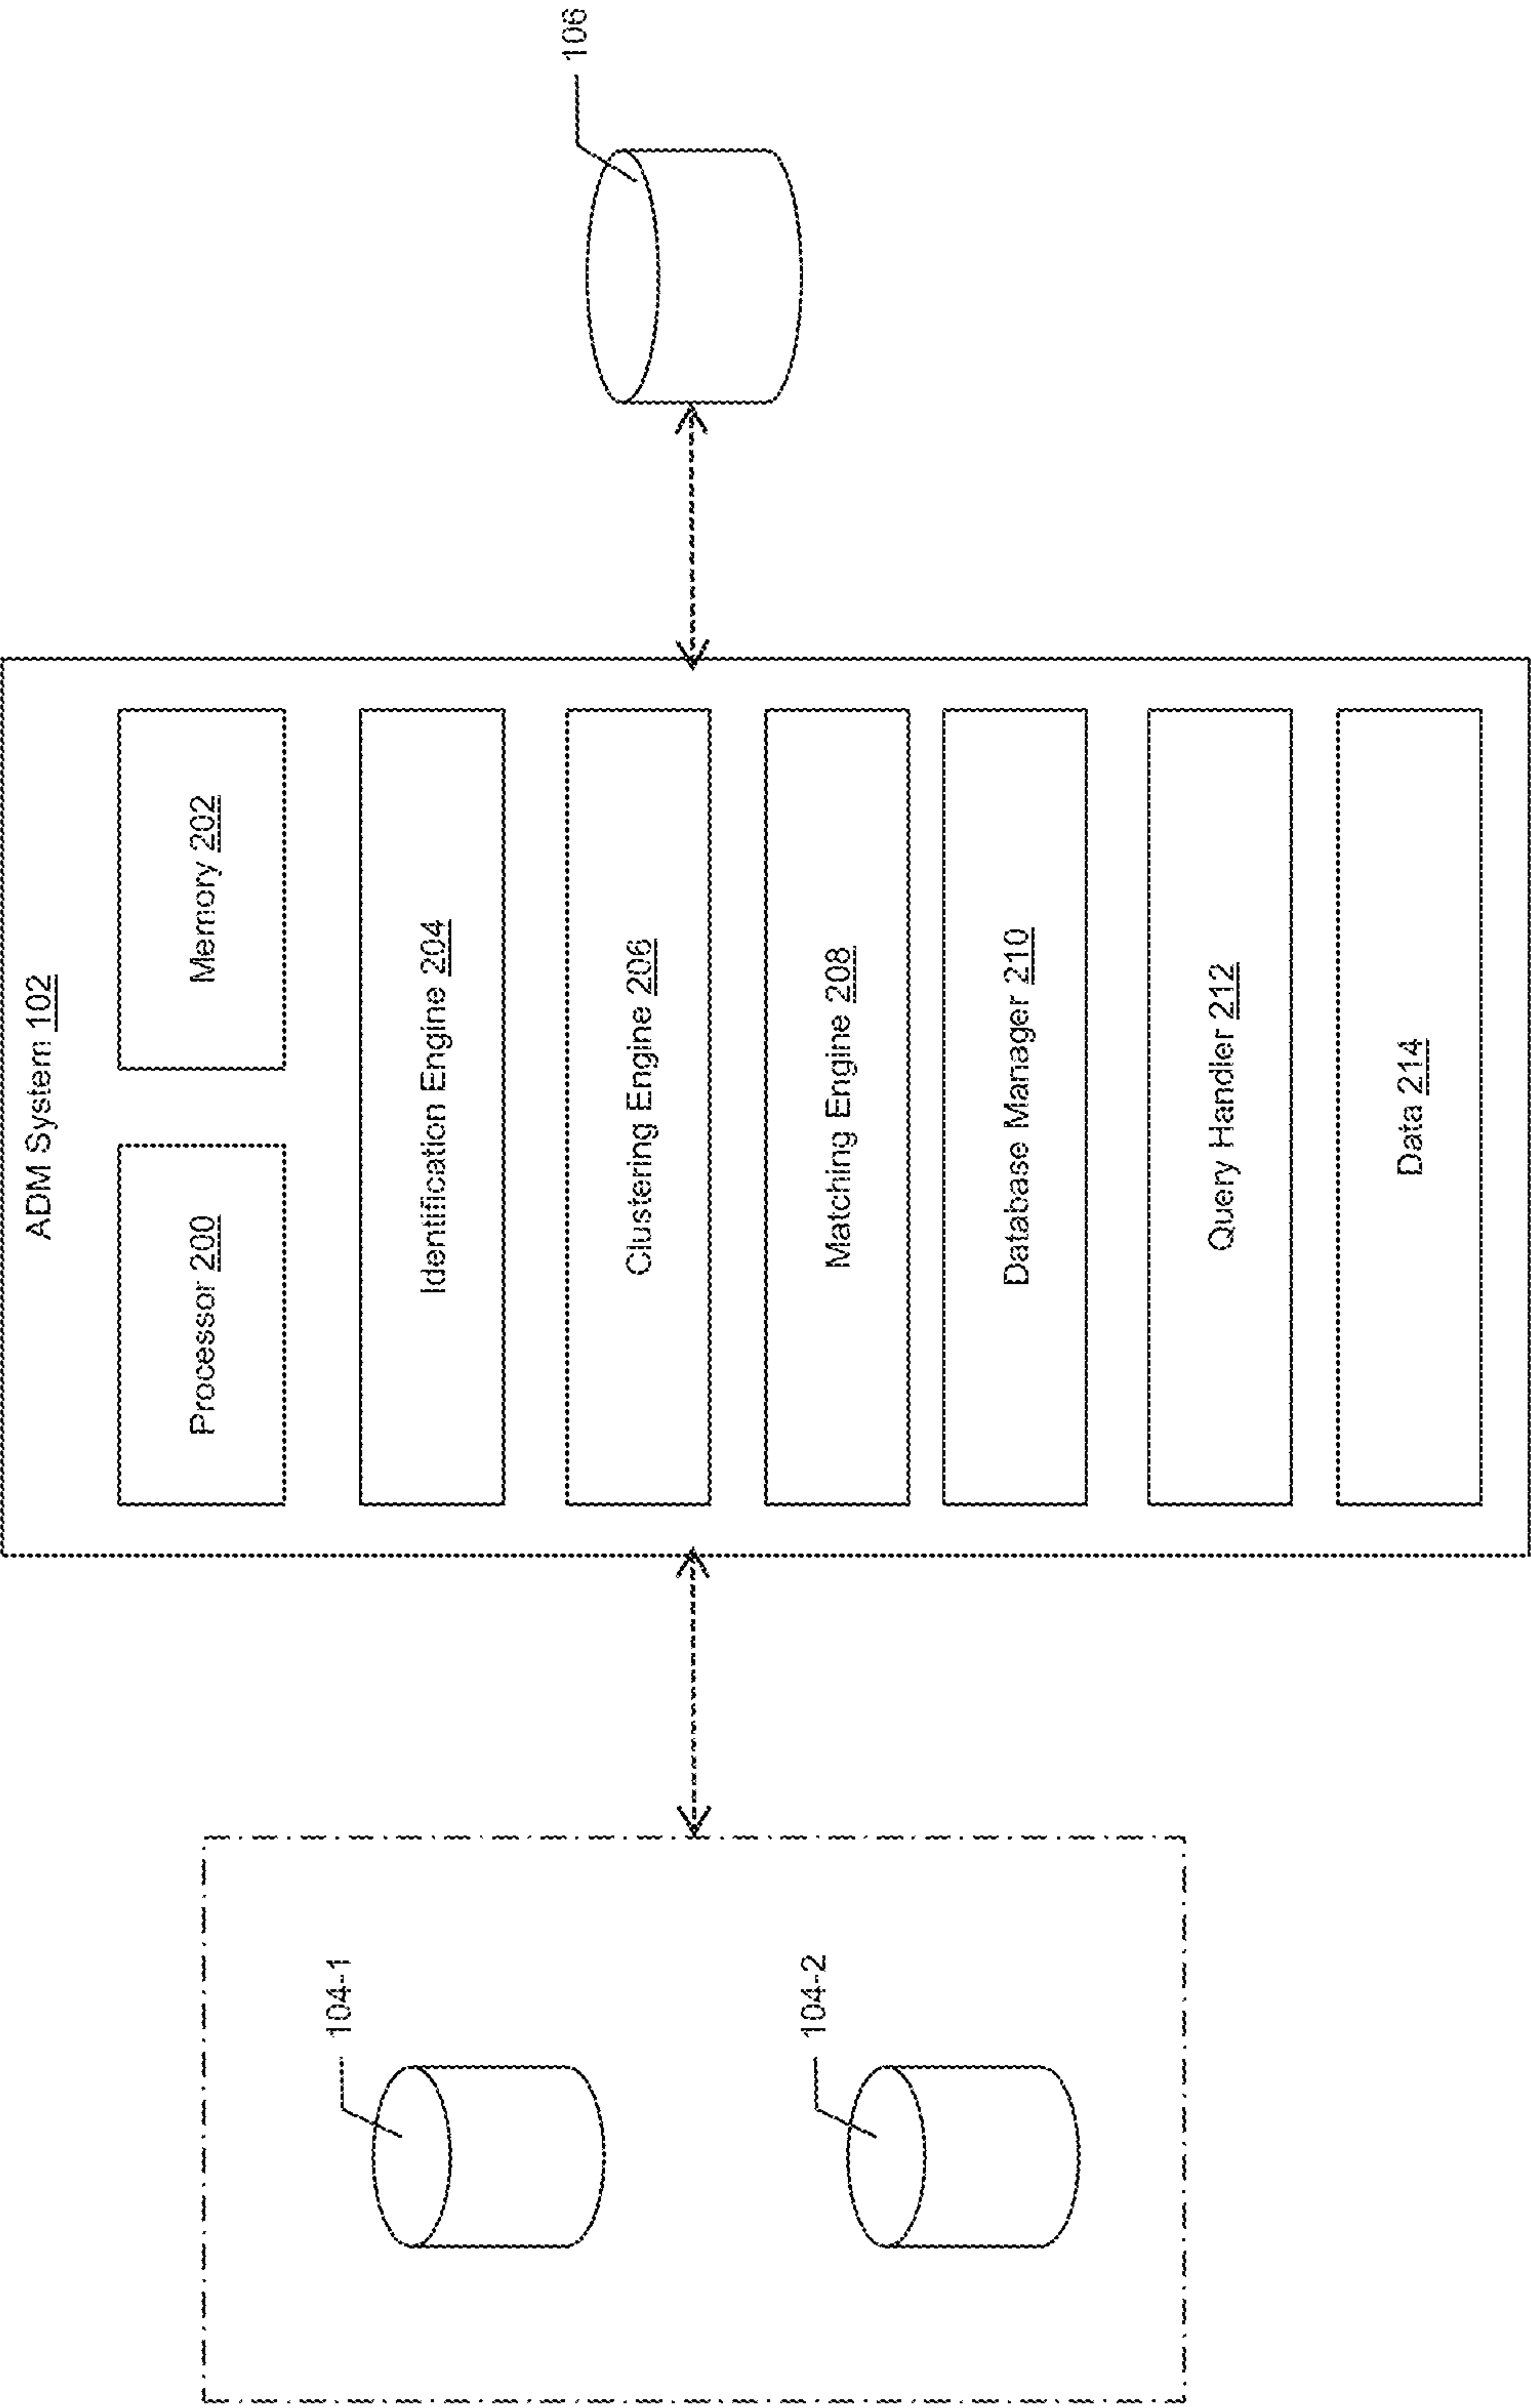 ADM System 102
Processor 200
Memory 202
Identification Engine 204
Clustering Engine 206
Matching Engine 208
Database Manager 210
Query Handler 212
Data 214
104-1
104-2
106